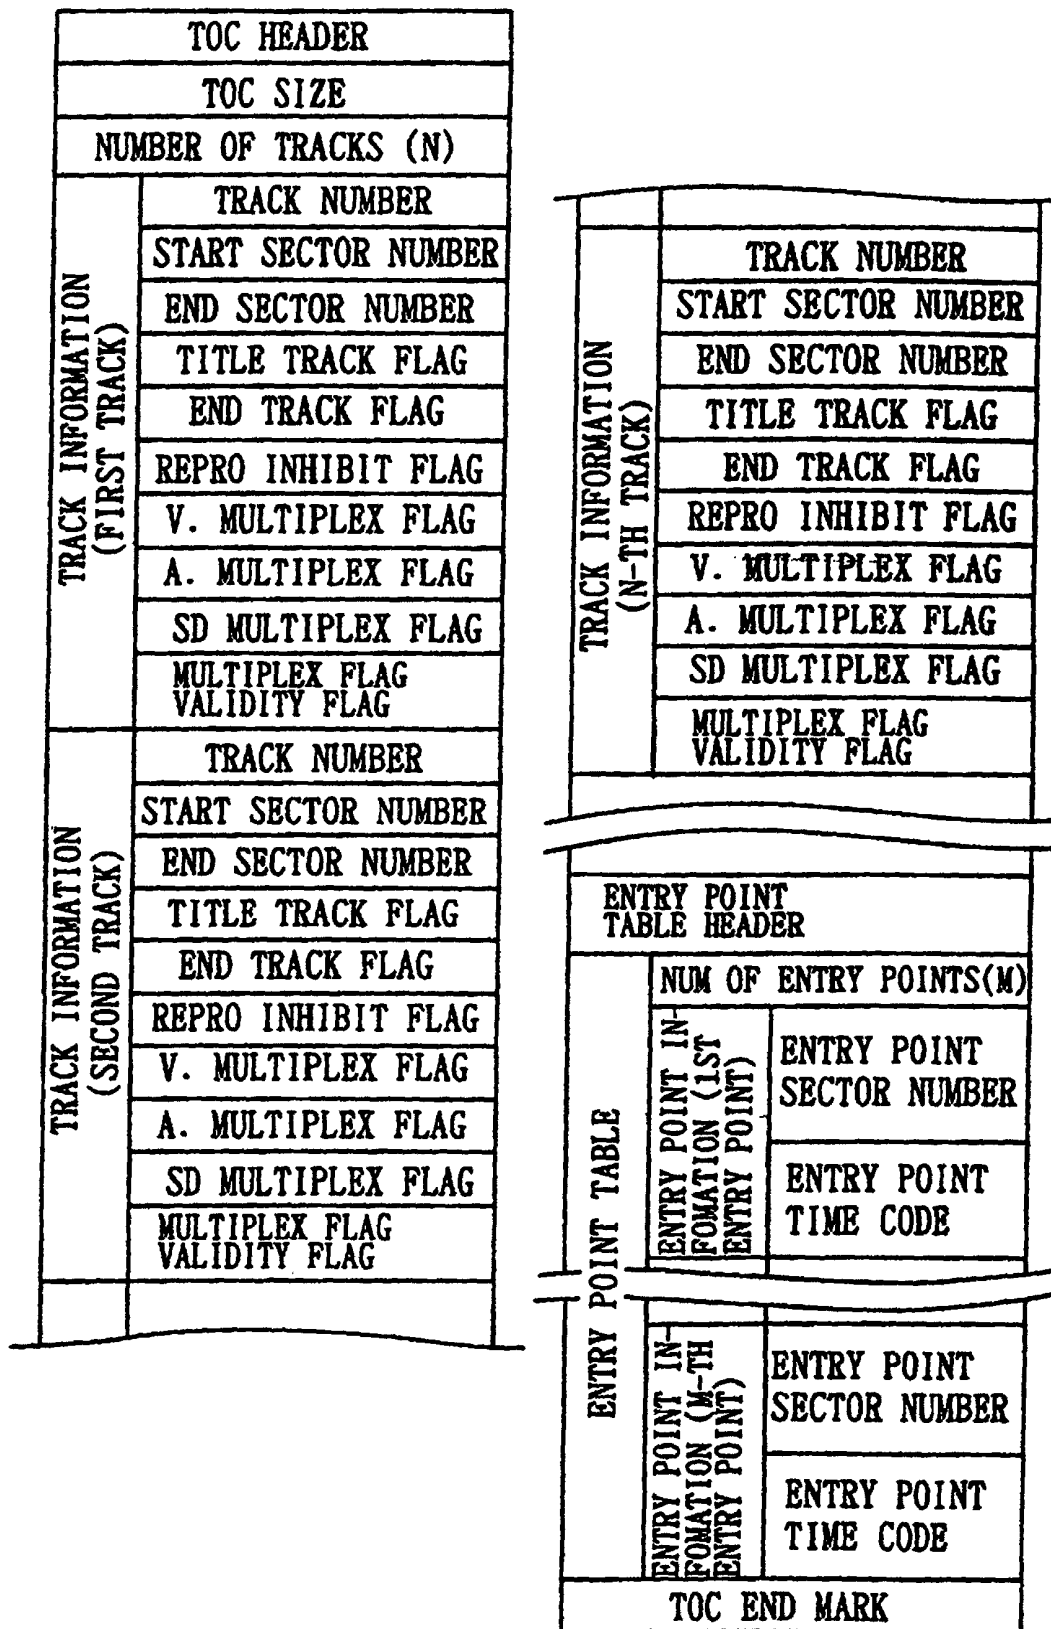 TOC HEADER
TOC SIZE
NUMBER OF TRACKS (N)
TRACK INFORMATION
(FIRST TRACK)
TRACK NUMBER
START SECTOR NUMBER
END SECTOR NUMBER
TITLE TRACK FLAG
END TRACK FLAG
REPRO INHIBIT FLAG
V. MULTIPLEX FLAG
A. MULTIPLEX FLAG
SD MULTIPLEX FLAG
MULTIPLEX FLAG
VALIDITY FLAG
TRACK INFORMATION
(SECOND TRACK)
TRACK NUMBER
START SECTOR NUMBER
END SECTOR NUMBER
TITLE TRACK FLAG
END TRACK FLAG
REPRO INHIBIT FLAG
V. MULTIPLEX FLAG
A. MULTIPLEX FLAG
SD MULTIPLEX FLAG
MULTIPLEX FLAG
VALIDITY FLAG
TRACK INFORMATION
(N-TH TRACK)
TRACK NUMBER
START SECTOR NUMBER
END SECTOR NUMBER
TITLE TRACK FLAG
END TRACK FLAG
REPRO INHIBIT FLAG
V. MULTIPLEX FLAG
A. MULTIPLEX FLAG
SD MULTIPLEX FLAG
MULTIPLEX FLAG
VALIDITY FLAG
ENTRY POINT
TABLE HEADER
ENTRY POINT TABLE
NUM OF ENTRY POINTS(M)
ENTRY POINT IN-
FOMATION (1ST
ENTRY POINT)
ENTRY POINT
SECTOR NUMBER
ENTRY POINT
TIME CODE
ENTRY POINT IN-
FOMATION (M-TH
ENTRY POINT)
ENTRY POINT
SECTOR NUMBER
ENTRY POINT
TIME CODE
TOC END MARK